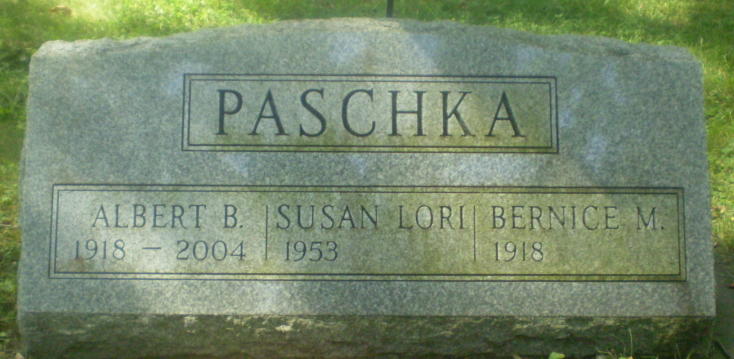 PASCHKA
ALBERT B. SUSAN LORI BERNICE M.
1918 — 2004 1953 1918